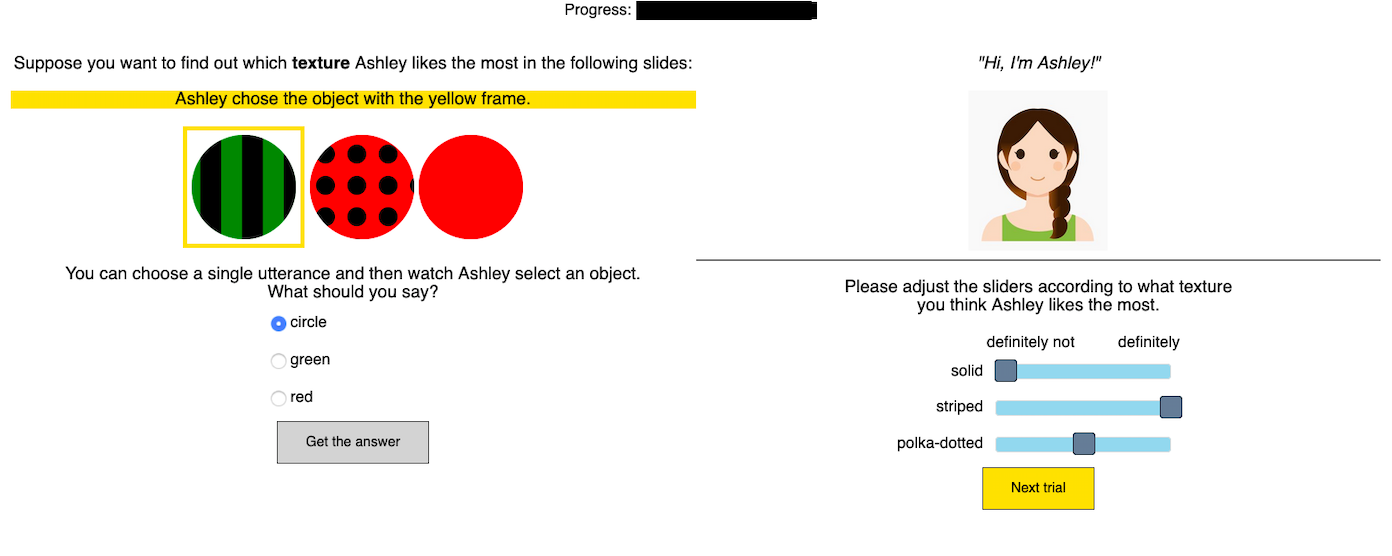 Progress:
Suppose you want to find out which texture Ashley likes the most in the following slides:
Ashley chose the object with the yellow frame.
You can choose a single utterance and then watch Ashley select an object.
What should you say?
circle
green
red
Get the answer
"Hi, I'm Ashley!"
Please adjust the sliders according to what texture
you think Ashley likes the most.
definitely not definitely
solid
striped
polka-dotted
Next trial